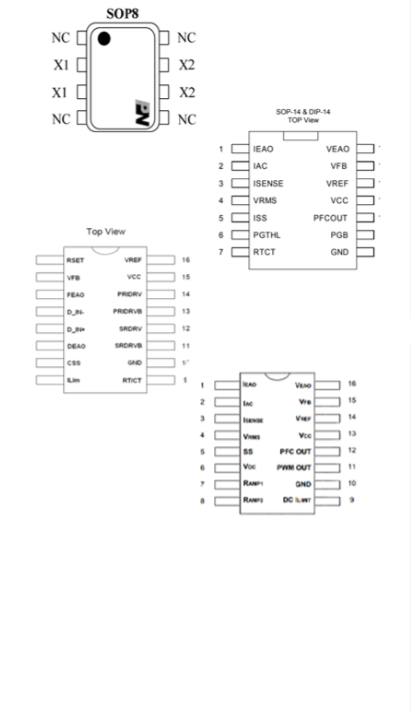 SOP8
NC NC
X1 X2
X1 X2
NC NC
SOP-14 & DIP-14
TOP View
1 IEAO VEAO
2 IAC VFB
3 ISENSE VREF
4 VRMS VCC
5 ISS PFCOUT
6 PGTHL PGB
7 RTCT GND
Top View
RSET VREF 16
VFB VCC 15
FEAO PRIDRV 14
D_IN- PRIDRVB 13
D_IN+ SRDRV 12
DEAO SRDRVB 11
CSS GND
ILim RT/CT
1 IEAO VEAO 16
2 IAC VFB 15
3 ISENSE VREF 14
4 VRMS VCC 13
5 SS PFC OUT 12
6 VDC PWM OUT 11
7 RAMP1 GND 10
8 RAMP2 DC ILIMIT 9